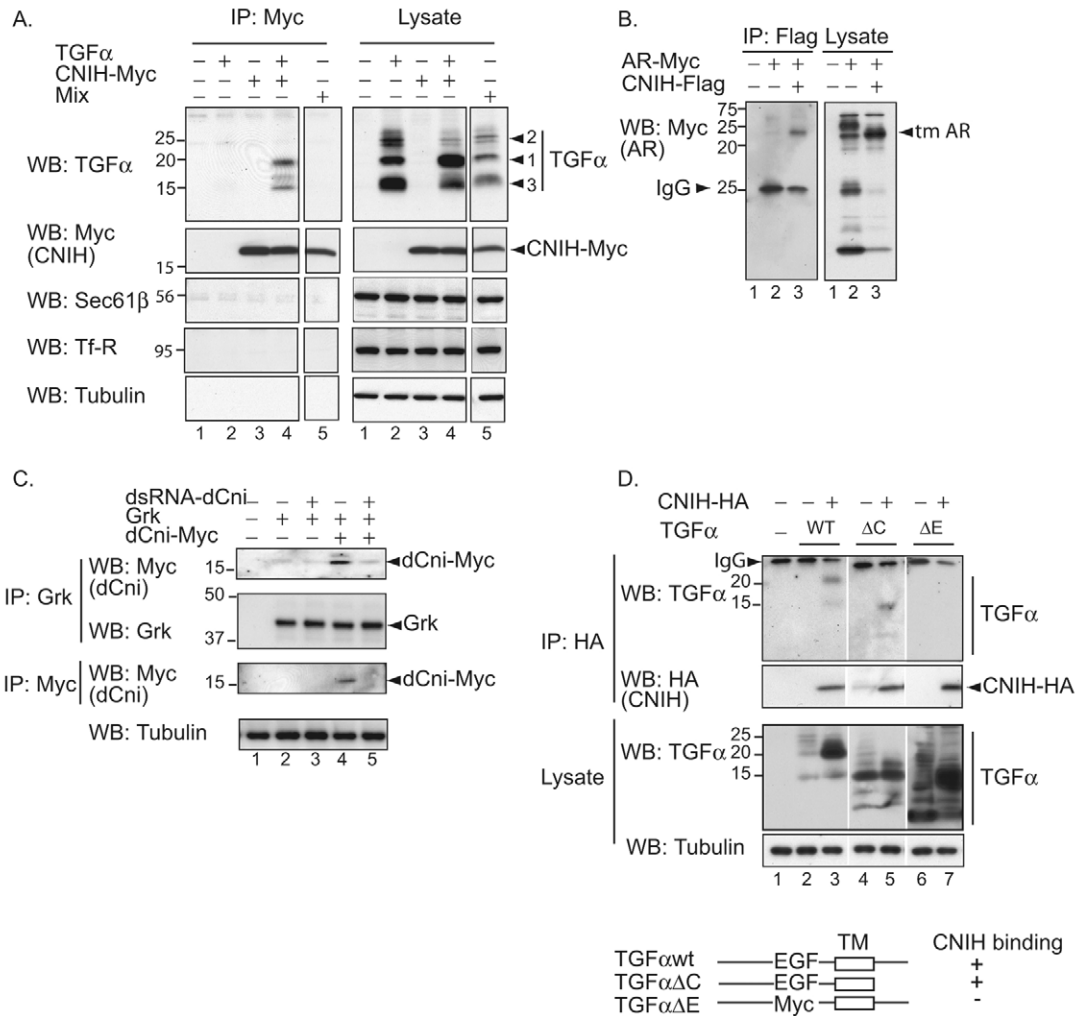 A.
IP: Myc Lysate
TGFα – + – + – – + – + –
CNIH-Myc – – + + – – – + + –
Mix – – – – + – – – – +
WB: TGFα
25
20
15
2
1
3
TGFα
WB: Myc
(CNIH)
15
CNIH-Myc
WB: Sec61β 56
WB: Tf-R 95
WB: Tubulin
1 2 3 4 5 1 2 3 4 5
B.
IP: Flag Lysate
AR-Myc – + + – + +
CNIH-Flag – – + – – +
WB: Myc
(AR)
75
25
tm AR
IgG 25
1 2 3 1 2 3
C.
dsRNA-dCni – – + – +
Grk – + + + +
dCni-Myc – – – + +
IP: Grk
WB: Myc
(dCni)
15
dCni-Myc
50
WB: Grk
Grk
37
IP: Myc
WB: Myc
(dCni)
15
dCni-Myc
WB: Tubulin
1 2 3 4 5
D.
CNIH-HA – – + – + – +
TGFα – WT ΔC ΔE
IP: HA
IgG
WB: TGFα
20
15
TGFα
WB: HA
(CNIH)
CNIH-HA
Lysate
WB: TGFα
25
20
15
TGFα
WB: Tubulin
1 2 3 4 5 6 7
TM CNIH binding
TGFαwt EGF +
TGFαΔC EGF +
TGFαΔE Myc -